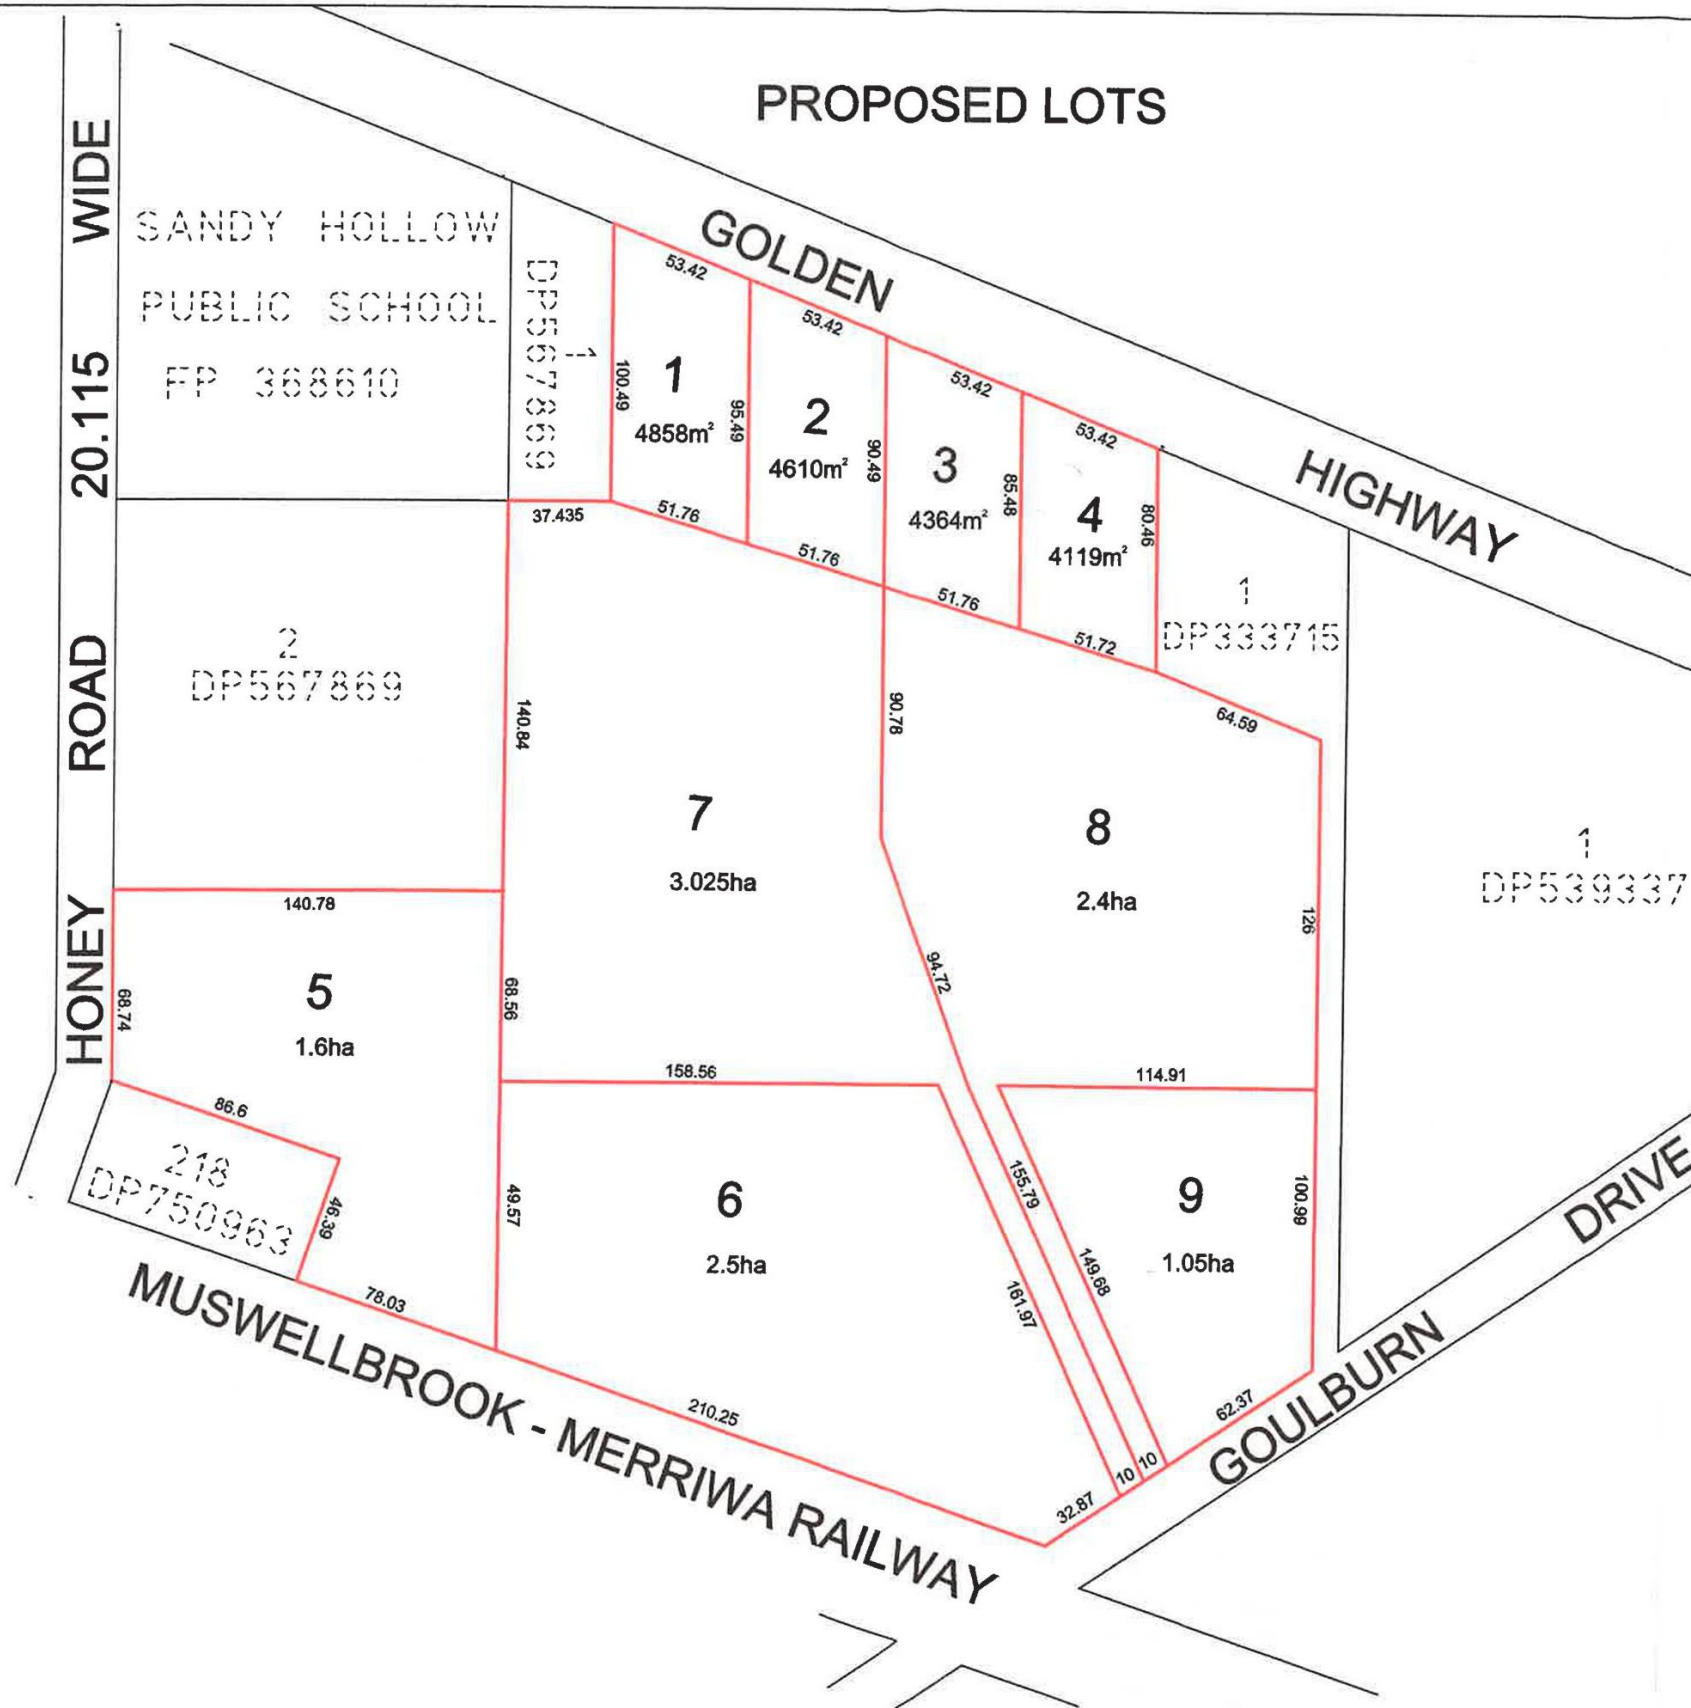 PROPOSED LOTS
GOLDEN
HIGHWAY
HONEY ROAD 20.115 WIDE
SANDY HOLLOW
PUBLIC SCHOOL
FP 368610
1
DP567869
53.42
53.42
53.42
53.42
100.49
1
4858m²
95.49
2
4610m²
90.49
3
4364m²
85.48
4
4119m²
80.46
37.435
51.76
51.76
51.76
51.72
1
DP333715
64.59
2
DP567869
140.84
90.78
7
3.025ha
8
2.4ha
126
1
DP539337
140.78
68.74
5
1.6ha
68.56
94.72
158.56
114.91
86.6
218
DP750963
46.39
78.03
49.57
6
2.5ha
155.79
161.97
149.68
9
1.05ha
100.99
210.25
32.87
10
10
62.37
GOULBURN DRIVE
MUSWELLBROOK - MERRIWA RAILWAY